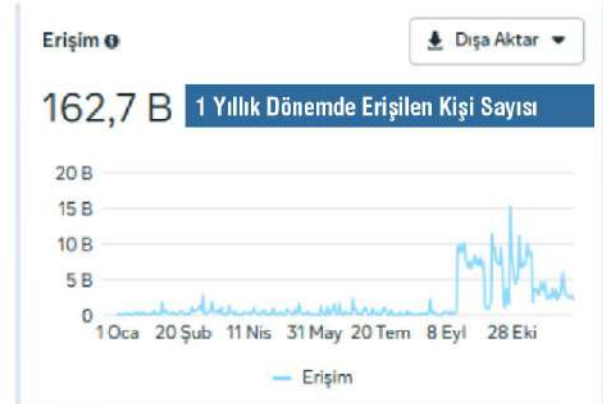 Erişim
Dışa Aktar
162,7 B
1 Yıllık Dönemde Erişilen Kişi Sayısı
20 B
15 B
10 B
5 B
0
1 Oca 20 Şub 11 Nis 31 May 20 Tem 8 Eyl 28 Eki
Erişim